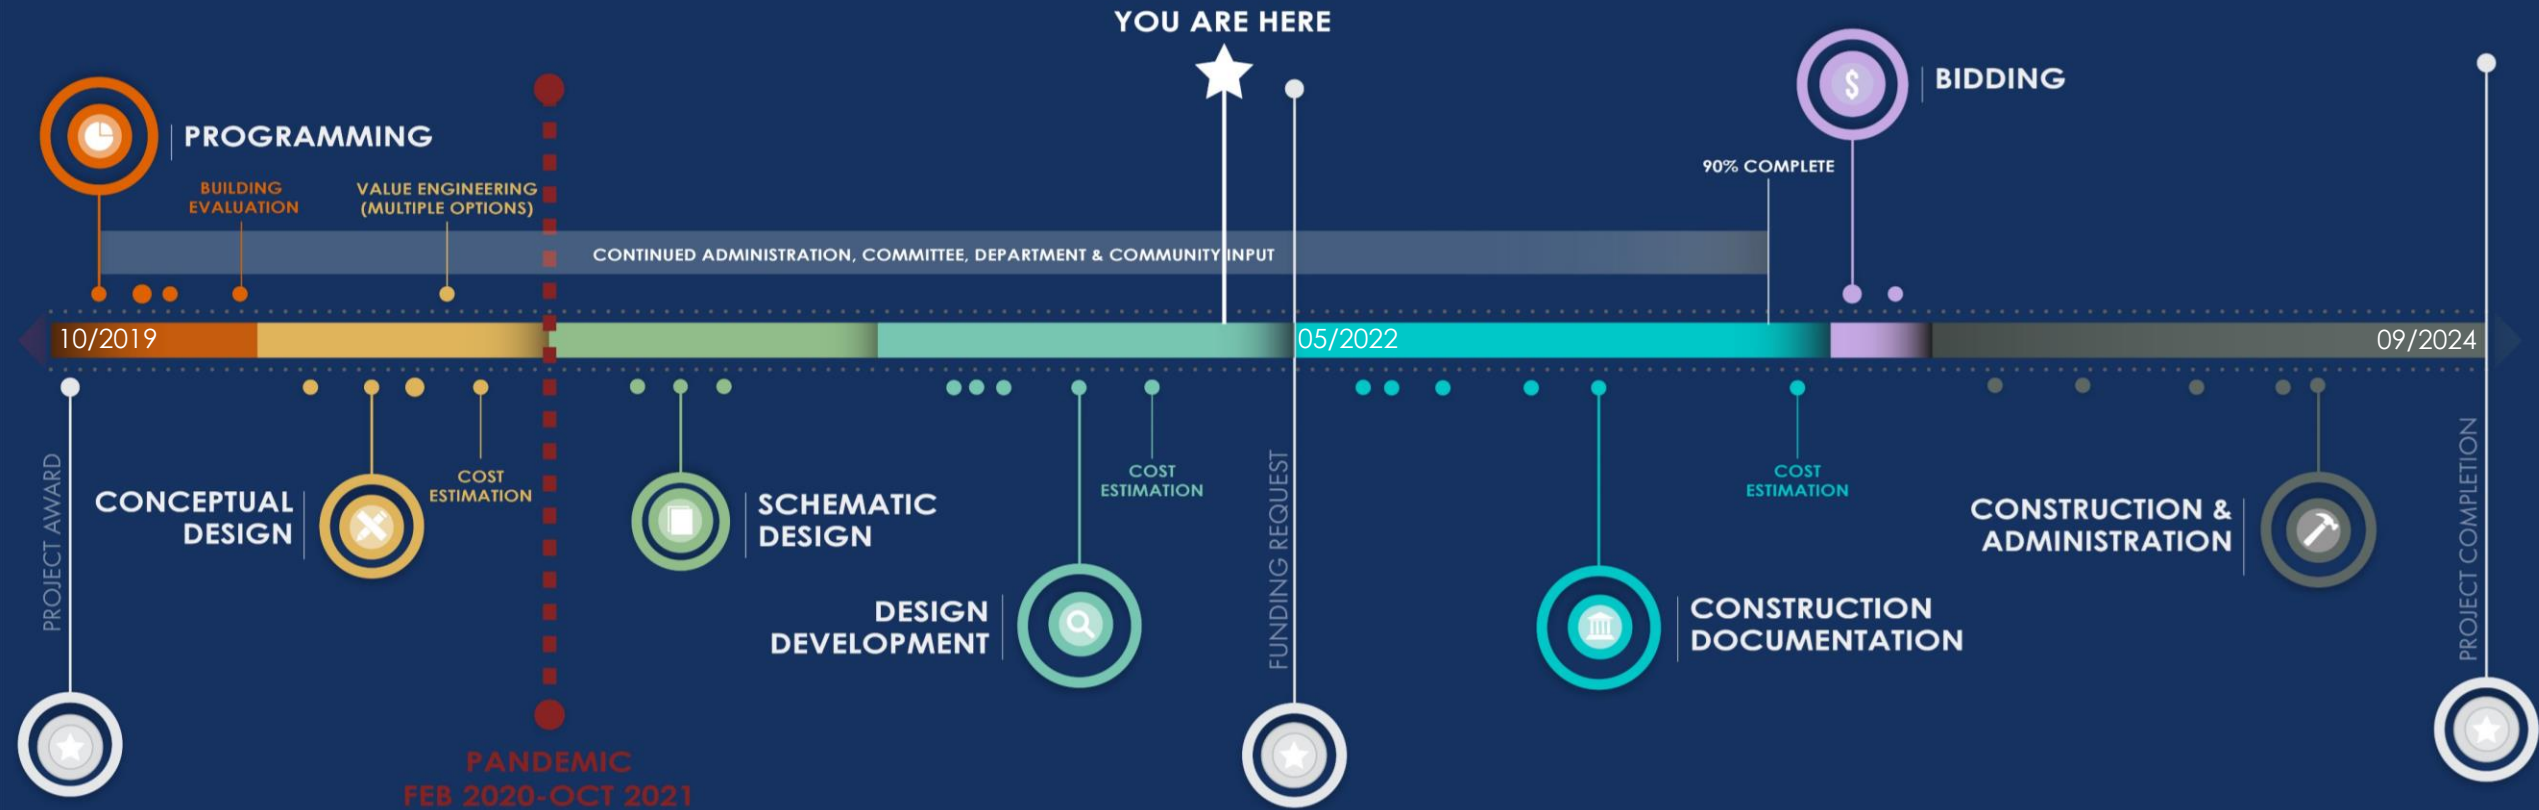 YOU ARE HERE
BIDDING
PROGRAMMING
90% COMPLETE
BUILDING
EVALUATION
VALUE ENGINEERING
(MULTIPLE OPTIONS)
CONTINUED ADMINISTRATION, COMMITTEE, DEPARTMENT & COMMUNITY INPUT
10/2019
05/2022
09/2024
PROJECT AWARD
CONCEPTUAL
DESIGN
COST
ESTIMATION
SCHEMATIC
DESIGN
DESIGN
DEVELOPMENT
COST
ESTIMATION
FUNDING REQUEST
CONSTRUCTION
DOCUMENTATION
COST
ESTIMATION
CONSTRUCTION &
ADMINISTRATION
PROJECT COMPLETION
PANDEMIC
FEB 2020-OCT 2021
$